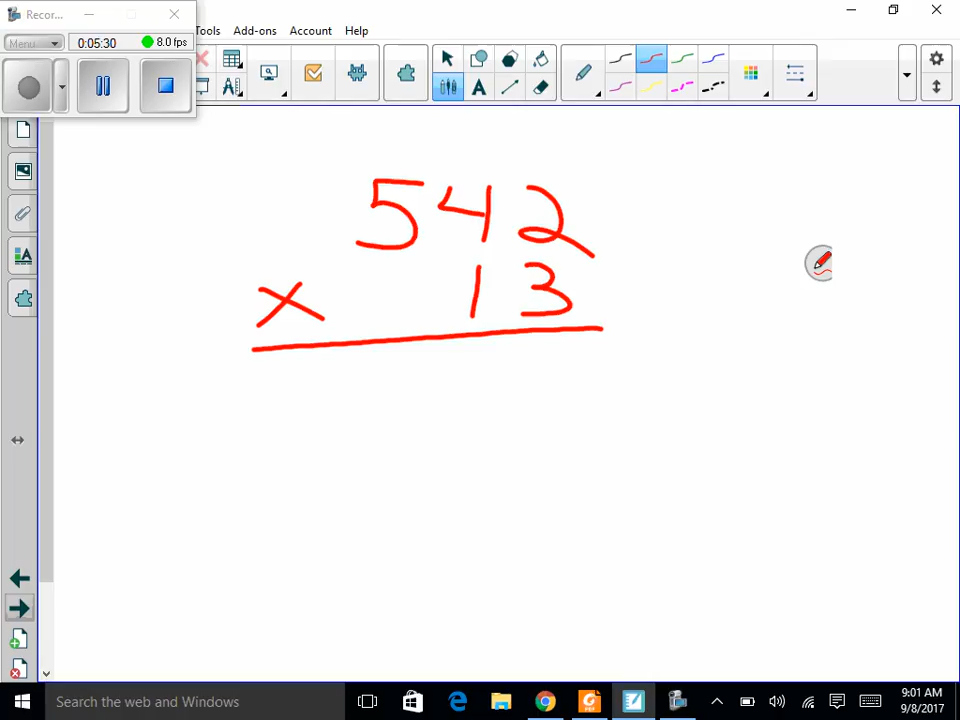 Recor...
Menu
0:05:30
8.0 fps
Tools Add-ons Account Help
542
× 13
Search the web and Windows
9:01 AM
9/8/2017